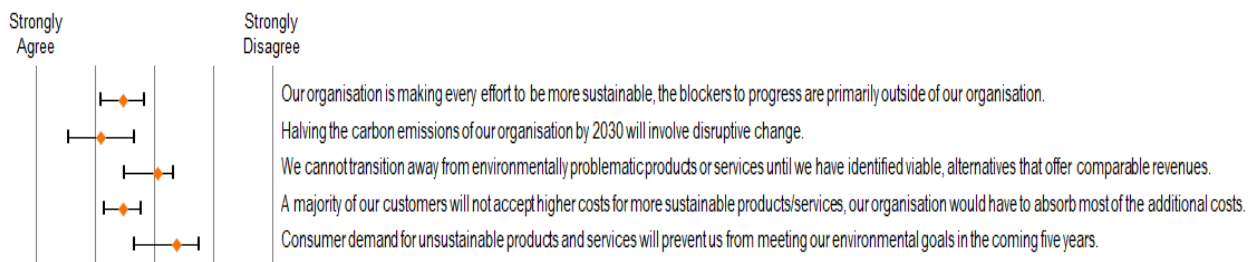 Strongly Agree
Strongly Disagree
Our organisation is making every effort to be more sustainable, the blockers to progress are primarily outside of our organisation.
Halving the carbon emissions of our organisation by 2030 will involve disruptive change.
We cannot transition away from environmentally problematic products or services until we have identified viable, alternatives that offer comparable revenues.
A majority of our customers will not accept higher costs for more sustainable products/services, our organisation would have to absorb most of the additional costs.
Consumer demand for unsustainable products and services will prevent us from meeting our environmental goals in the coming five years.